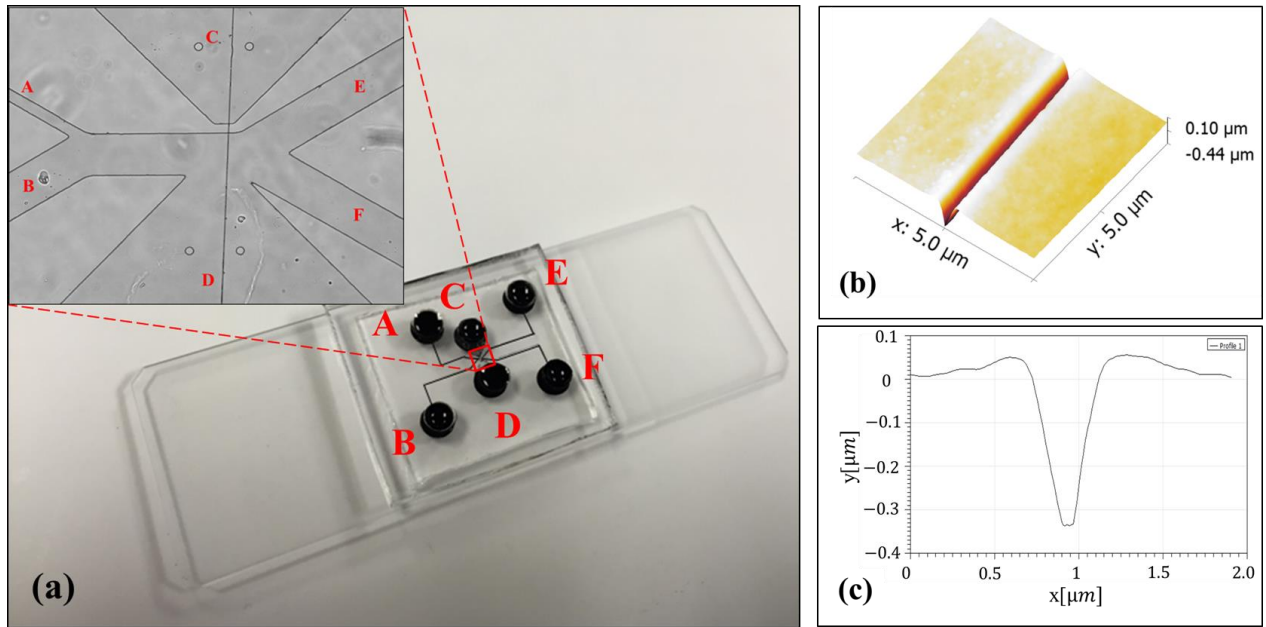 C
A
E
B
F
D
E
C
A
F
D
B
(a)
0.10 µm
-0.44 µm
x: 5.0 µm
y: 5.0 µm
(b)
0.1
Profile 1
0
−0.1
y[µm]
−0.2
−0.3
−0.4
0 0.5 1 1.5 2.0
x[µm]
(c)